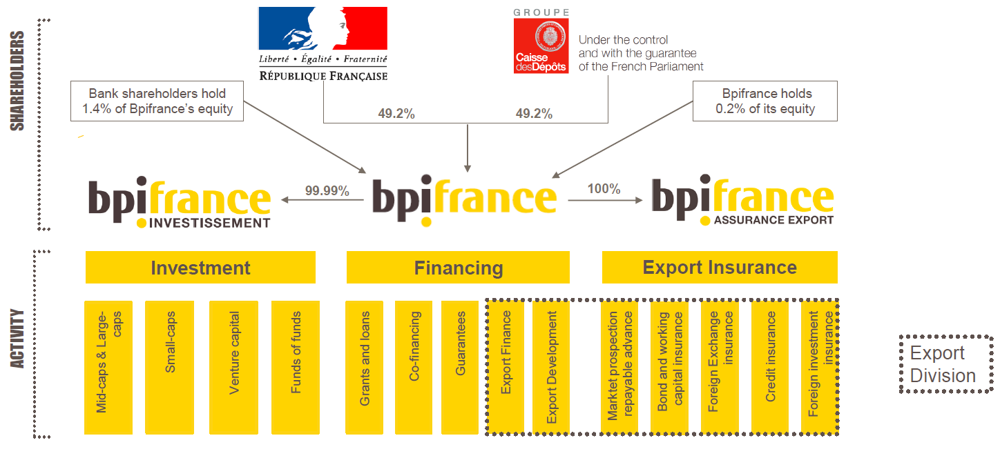 SHAREHOLDERS
Liberté • Égalité • Fraternité
RÉPUBLIQUE FRANÇAISE
GROUPE
Caisse
desDépôts
Under the control
and with the guarantee
of the French Parliament
Bank shareholders hold
1.4% of Bpifrance’s equity
49.2%
49.2%
Bpifrance holds
0.2% of its equity
bpifrance
INVESTISSEMENT
99.99%
bpifrance
100%
bpifrance
ASSURANCE EXPORT
ACTIVITY
Investment
Financing
Export Insurance
Mid-caps & Large-
caps
Small-caps
Venture capital
Funds of funds
Grants and loans
Co-financing
Guarantees
Export Finance
Export Development
Marktet prospection
repayable advance
Bond and working
capital insurance
Foreign Exchange
insurance
Credit insurance
Foreign investment
insurance
Export
Division